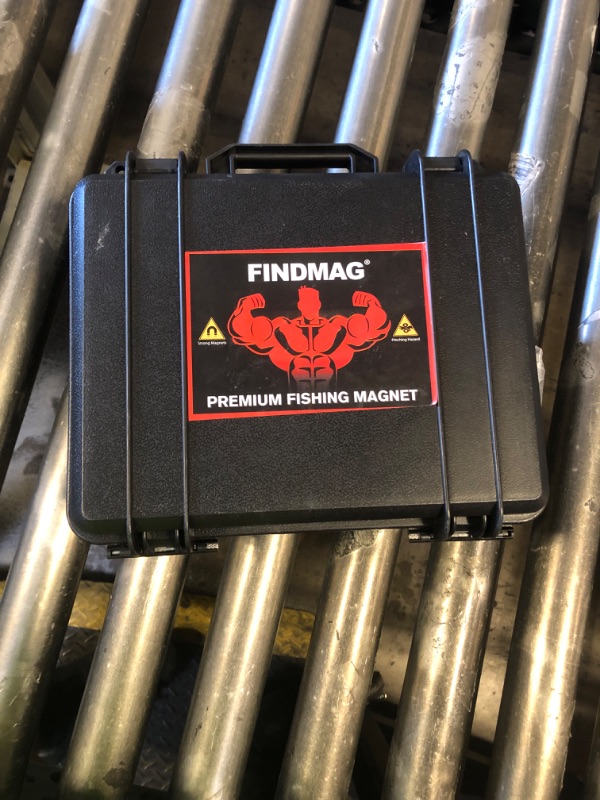 FINDMAG®
Strong Magnets
Pinching Hazard
PREMIUM FISHING MAGNET